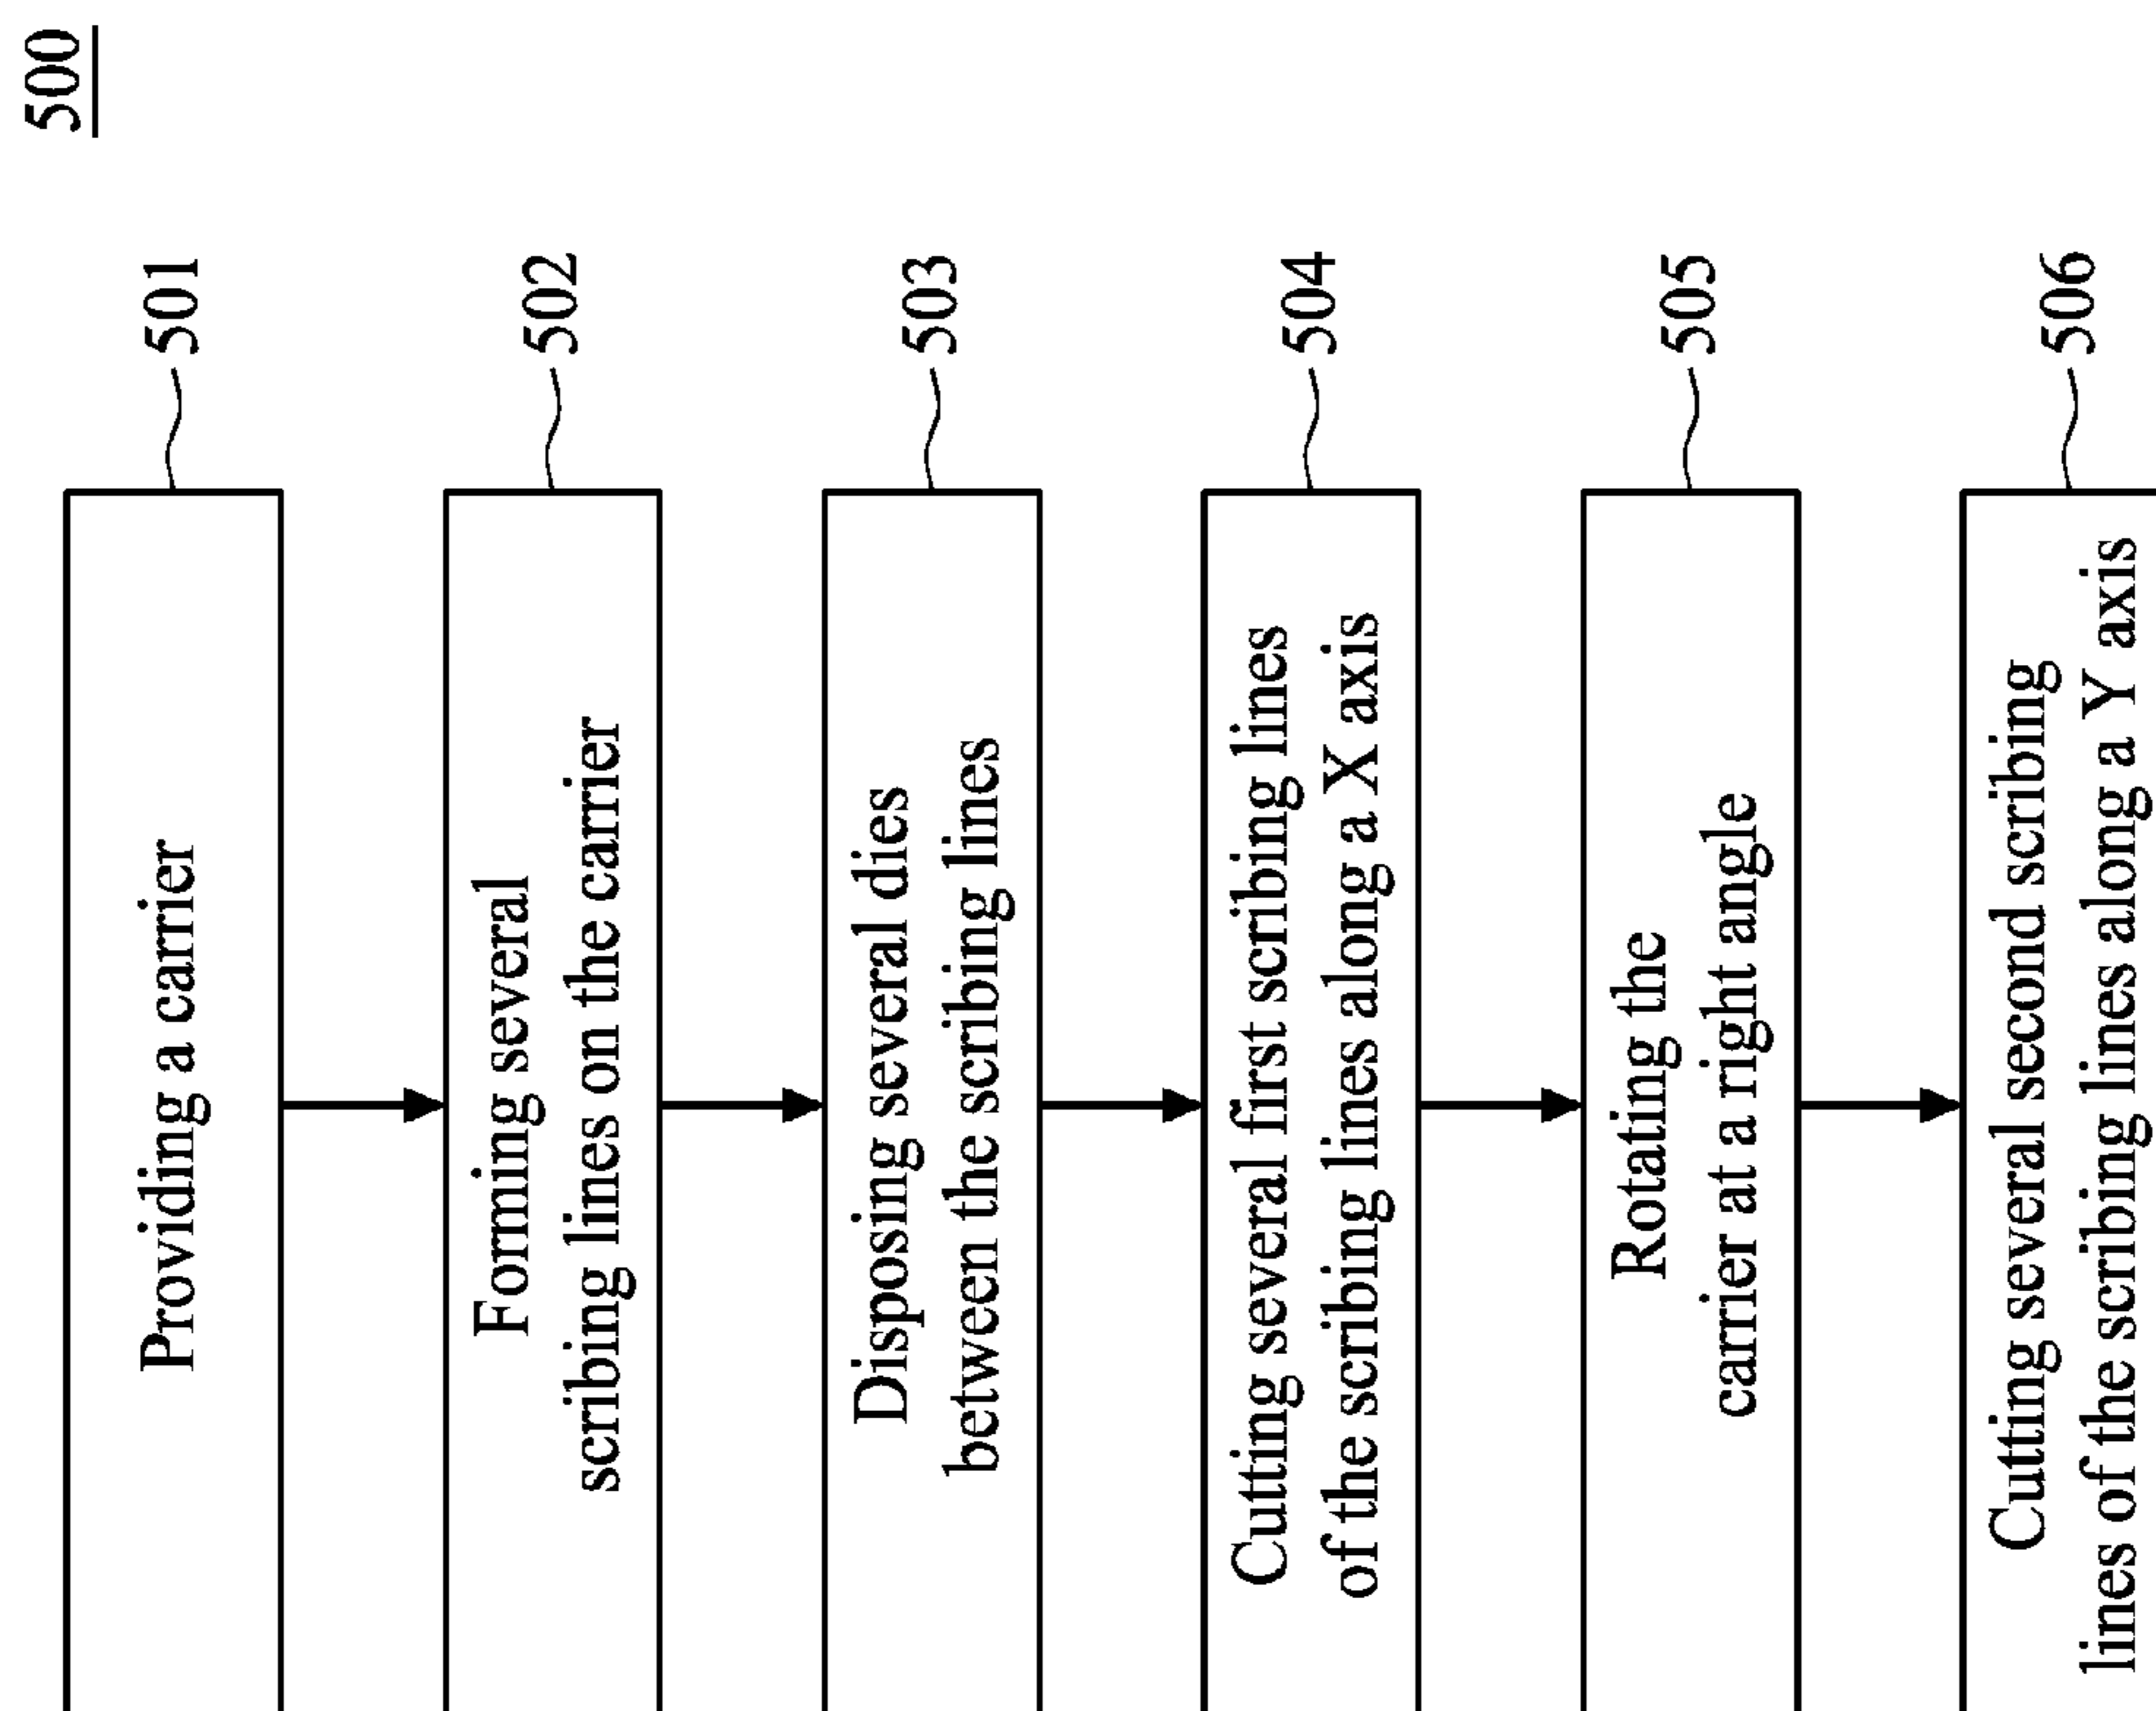 500
Providing a carrier
501
Forming several
scribing lines on the carrier
502
Disposing several dies
between the scribing lines
503
Cutting several first scribing lines
of the scribing lines along a X axis
504
Rotating the
carrier at a right angle
505
Cutting several second scribing
lines of the scribing lines along a Y axis
506